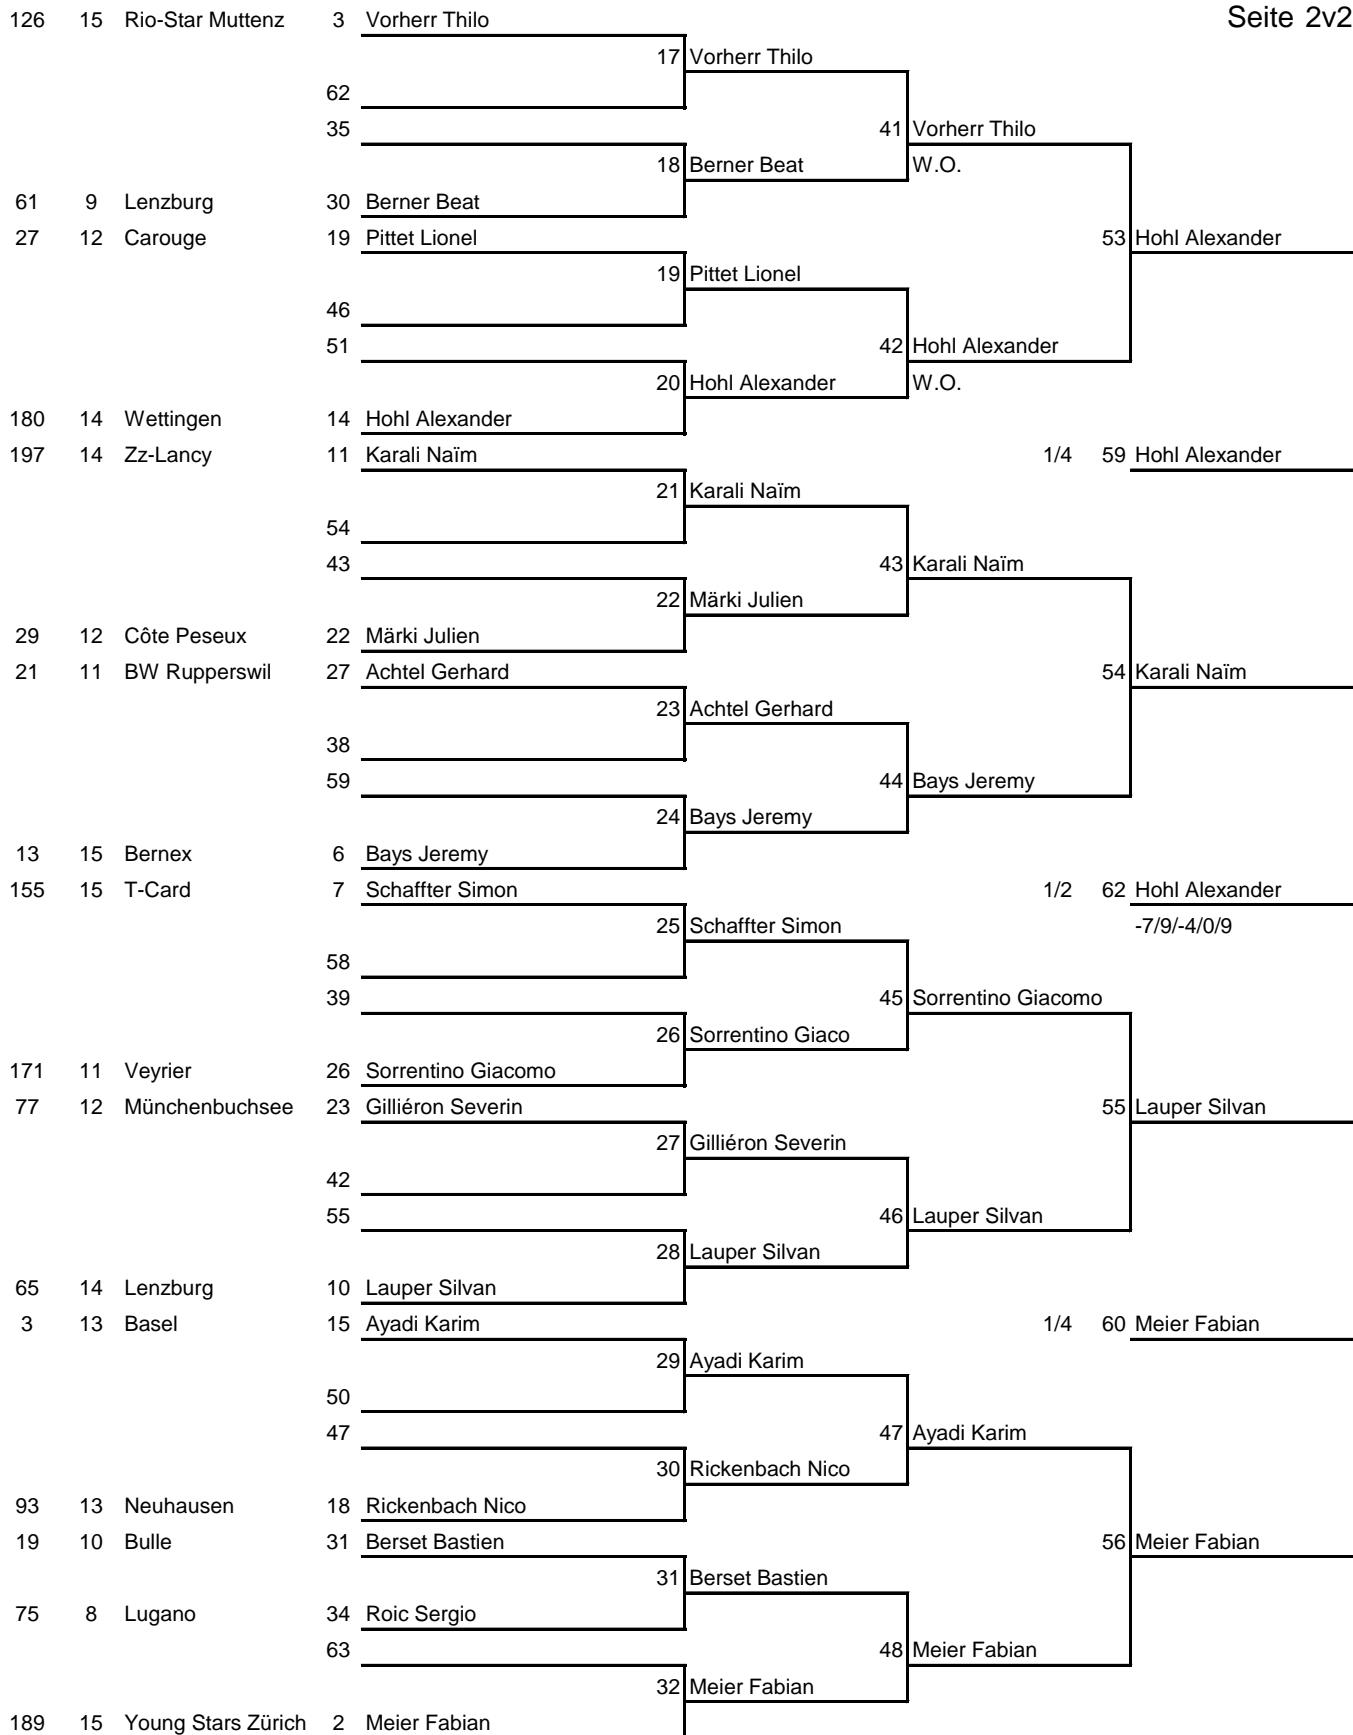 126 15 Rio-Star Muttenz 3 Vorherr Thilo Seite 2v2
17 Vorherr Thilo
62
35 41 Vorherr Thilo
18 Berner Beat W.O.
61 9 Lenzburg 30 Berner Beat
27 12 Carouge 19 Pittet Lionel 53 Hohl Alexander
19 Pittet Lionel
46
51 42 Hohl Alexander
20 Hohl Alexander W.O.
180 14 Wettingen 14 Hohl Alexander
197 14 Zz-Lancy 11 Karali Naïm 1/4 59 Hohl Alexander
21 Karali Naïm
54
43 43 Karali Naïm
22 Märki Julien
29 12 Côte Peseux 22 Märki Julien
21 11 BW Rupperswil 27 Achtel Gerhard 54 Karali Naïm
23 Achtel Gerhard
38
59 44 Bays Jeremy
24 Bays Jeremy
13 15 Bernex 6 Bays Jeremy
155 15 T-Card 7 Schaffter Simon 1/2 62 Hohl Alexander
25 Schaffter Simon -7/9/-4/0/9
58
39 45 Sorrentino Giacomo
26 Sorrentino Giaco
171 11 Veyrier 26 Sorrentino Giacomo
77 12 Münchenbuchsee 23 Gilliéron Severin 55 Lauper Silvan
27 Gilliéron Severin
42
55 46 Lauper Silvan
28 Lauper Silvan
65 14 Lenzburg 10 Lauper Silvan
3 13 Basel 15 Ayadi Karim 1/4 60 Meier Fabian
29 Ayadi Karim
50
47 47 Ayadi Karim
30 Rickenbach Nico
93 13 Neuhausen 18 Rickenbach Nico
19 10 Bulle 31 Berset Bastien 56 Meier Fabian
31 Berset Bastien
75 8 Lugano 34 Roic Sergio
63 48 Meier Fabian
32 Meier Fabian
189 15 Young Stars Zürich 2 Meier Fabian